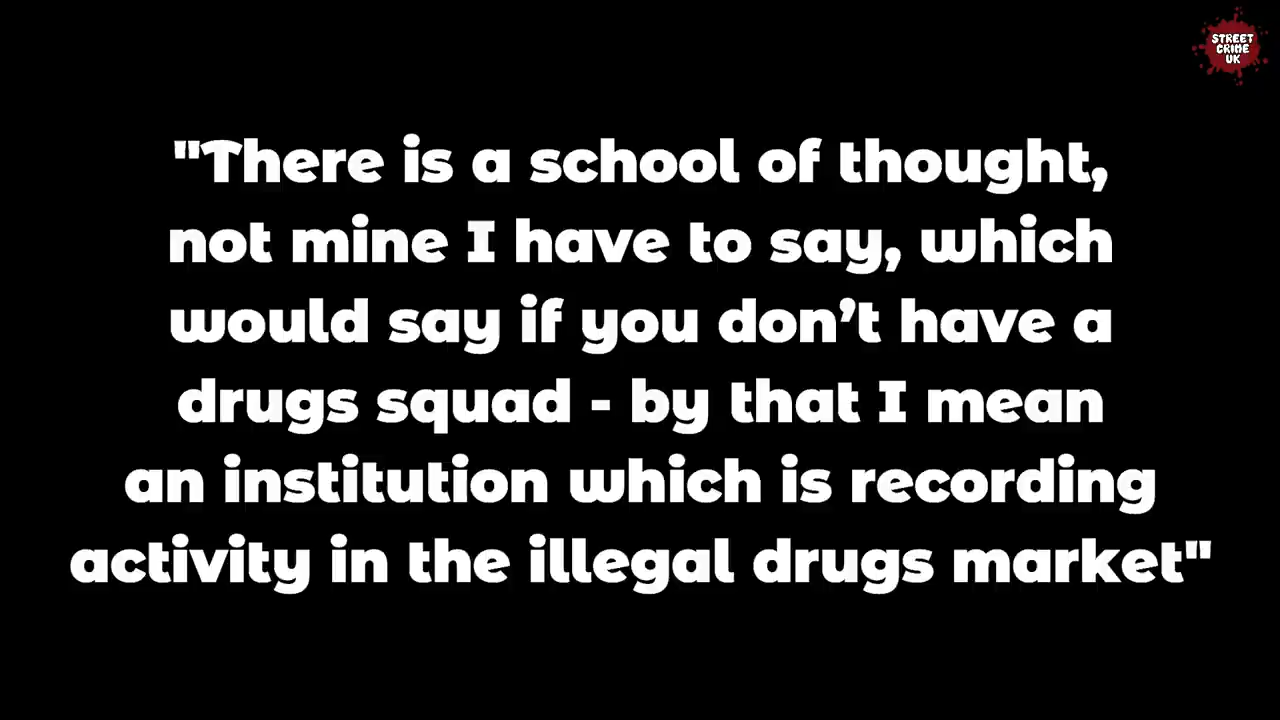 STREET
CRIME
UK
"There is a school of thought,
not mine I have to say, which
would say if you don’t have a
drugs squad - by that I mean
an institution which is recording
activity in the illegal drugs market"